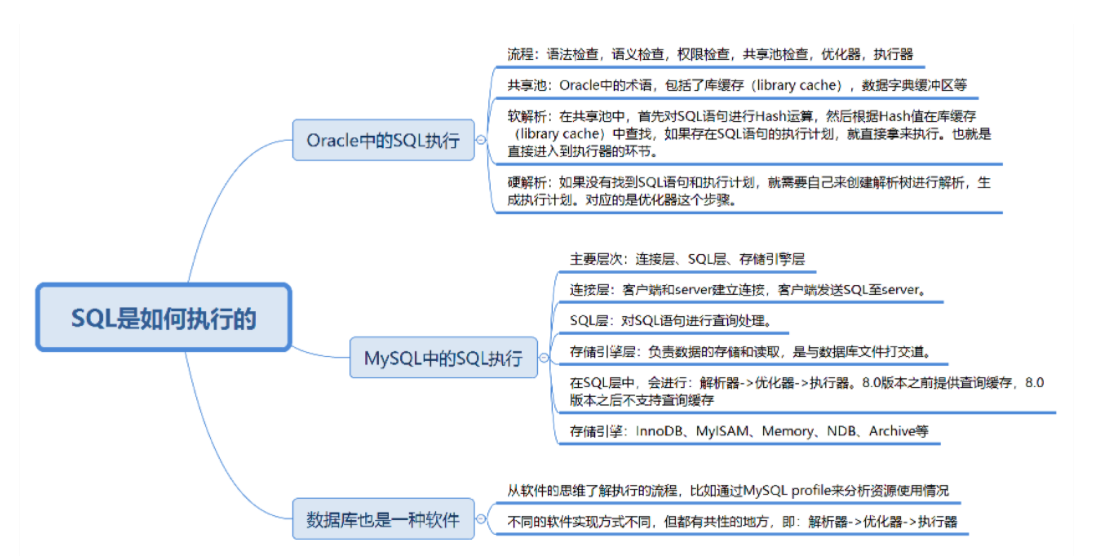 SQL是如何执行的
Oracle中的SQL执行
流程：语法检查，语义检查，权限检查，共享池检查，优化器，执行器
共享池：Oracle中的术语，包括了库缓存（library cache），数据字典缓冲区等
软解析：在共享池中，首先对SQL语句进行Hash运算，然后根据Hash值在库缓存
（library cache）中查找，如果存在SQL语句的执行计划，就直接拿来执行。也就是
直接进入到执行器的环节。
硬解析：如果没有找到SQL语句和执行计划，就需要自己来创建解析树进行解析，生
成执行计划。对应的是优化器这个步骤。
MySQL中的SQL执行
主要层次：连接层、SQL层、存储引擎层
连接层：客户端和server建立连接，客户端发送SQL至server。
SQL层：对SQL语句进行查询处理。
存储引擎层：负责数据的存储和读取，是与数据库文件打交道。
在SQL层中，会进行：解析器->优化器->执行器。8.0版本之前提供查询缓存，8.0
版本之后不支持查询缓存
存储引擎：InnoDB、MyISAM、Memory、NDB、Archive等
数据库也是一种软件
从软件的思维了解执行的流程，比如通过MySQL profile来分析资源使用情况
不同的软件实现方式不同，但都有共性的地方，即：解析器->优化器->执行器